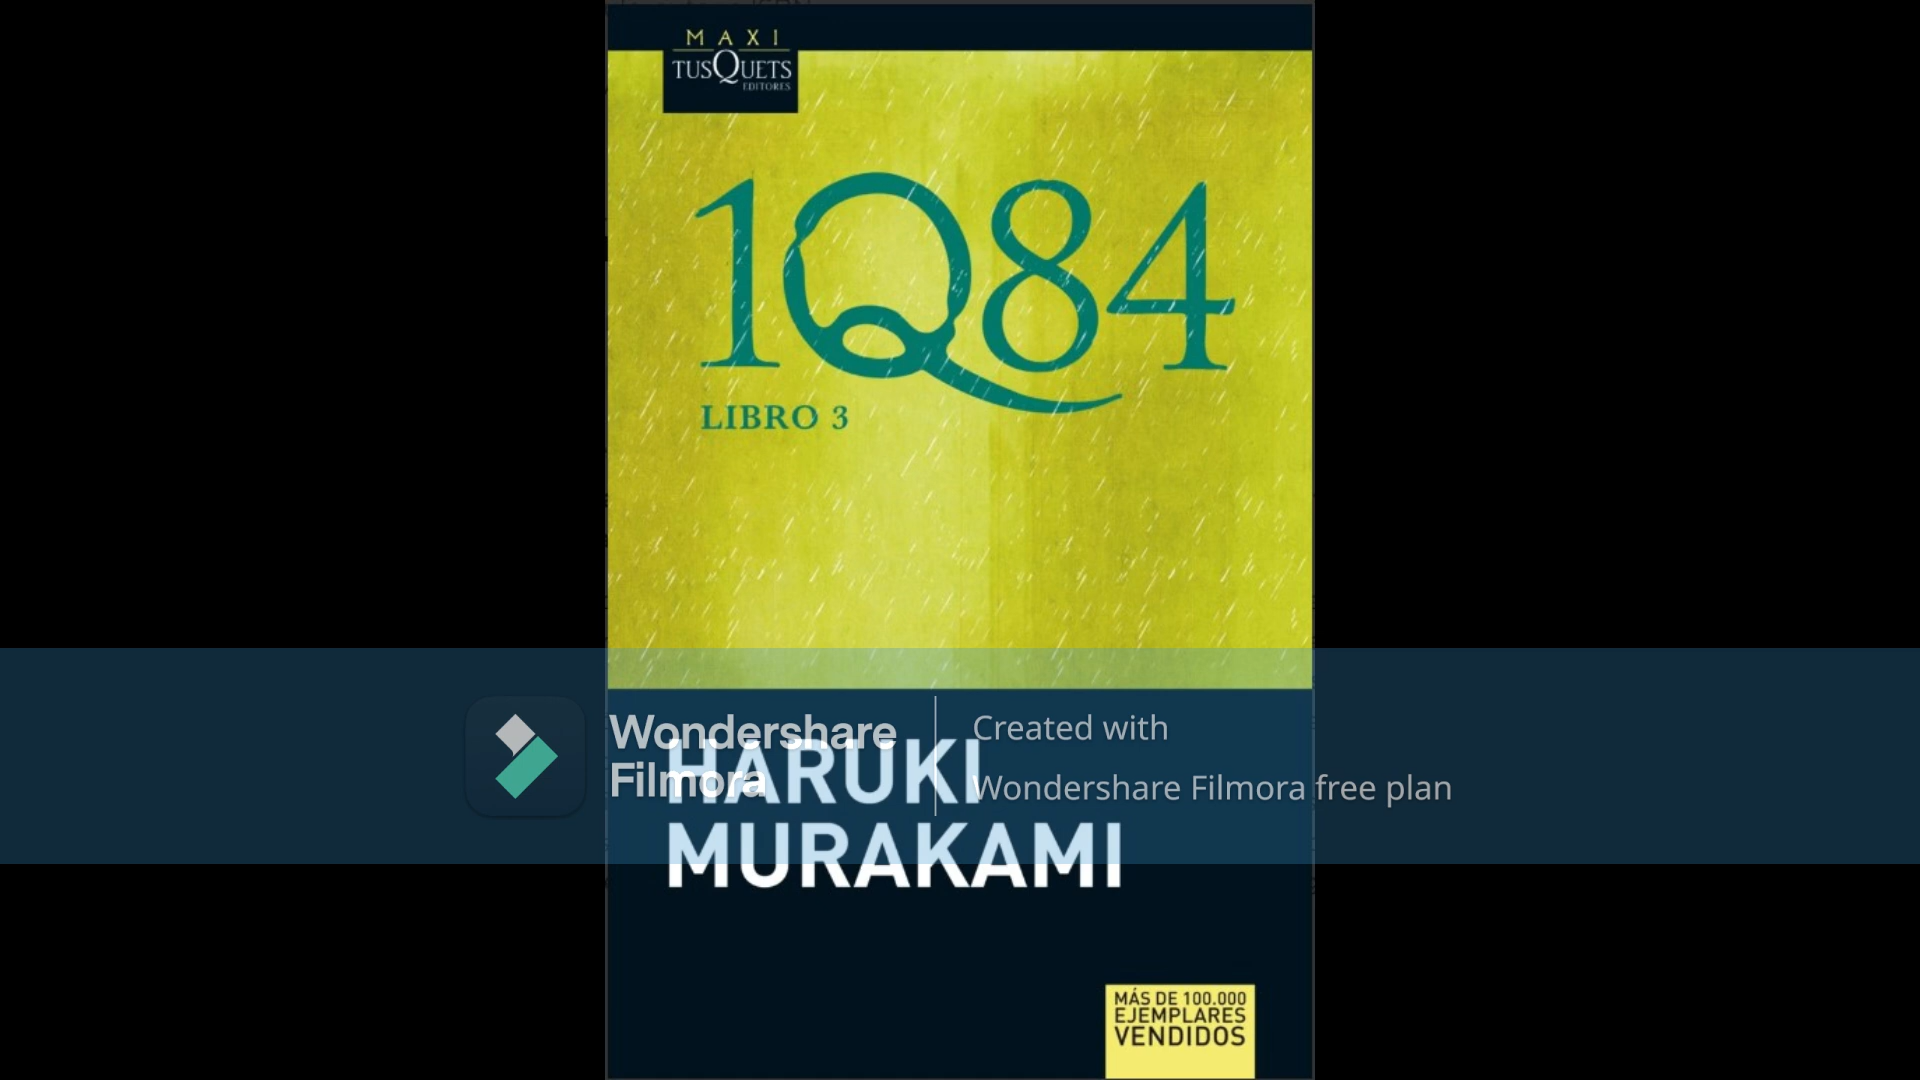 MAXI
TUSQUETS
EDITORES
1Q84
LIBRO 3
Wondershare
Filmora
Created with
Wondershare Filmora free plan
HARUKI
MURAKAMI
MÁS DE 100.000
EJEMPLARES
VENDIDOS